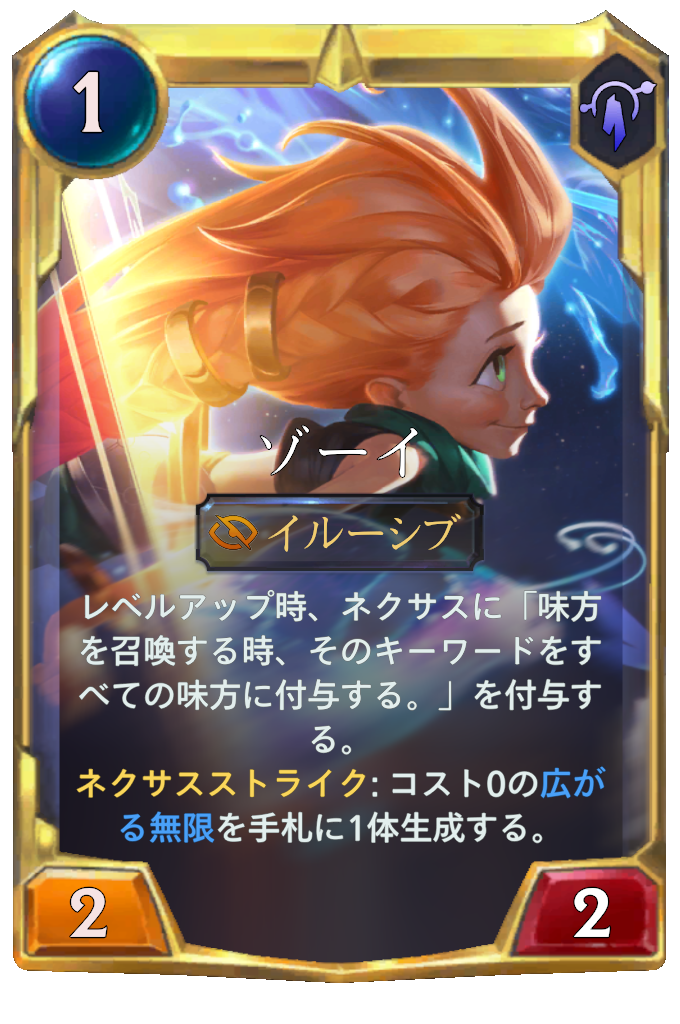 1
ゾーイ
イルーシブ
レベルアップ時、ネクサスに「味方
を召喚する時、そのキーワードをす
べての味方に付与する。」を付与す
る。
ネクサスストライク: コスト0の広が
る無限を手札に1体生成する。
2
2